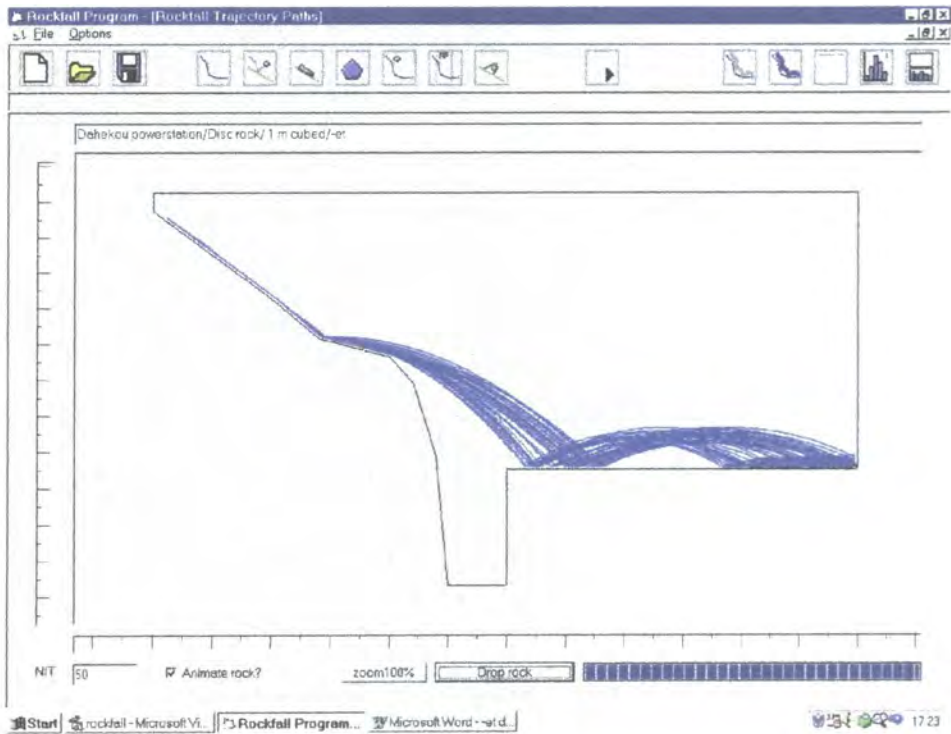 Rockfall Program - [Rockfall Trajectory Paths]
File Options
Dahekou powerstation/Disc rock/ 1 m cubed/-et
NIT 50 Animate rock? zoom100% Drop rock
Start rockfall - Microsoft Vi... Rockfall Program... Microsoft Word - -et d... 17:23